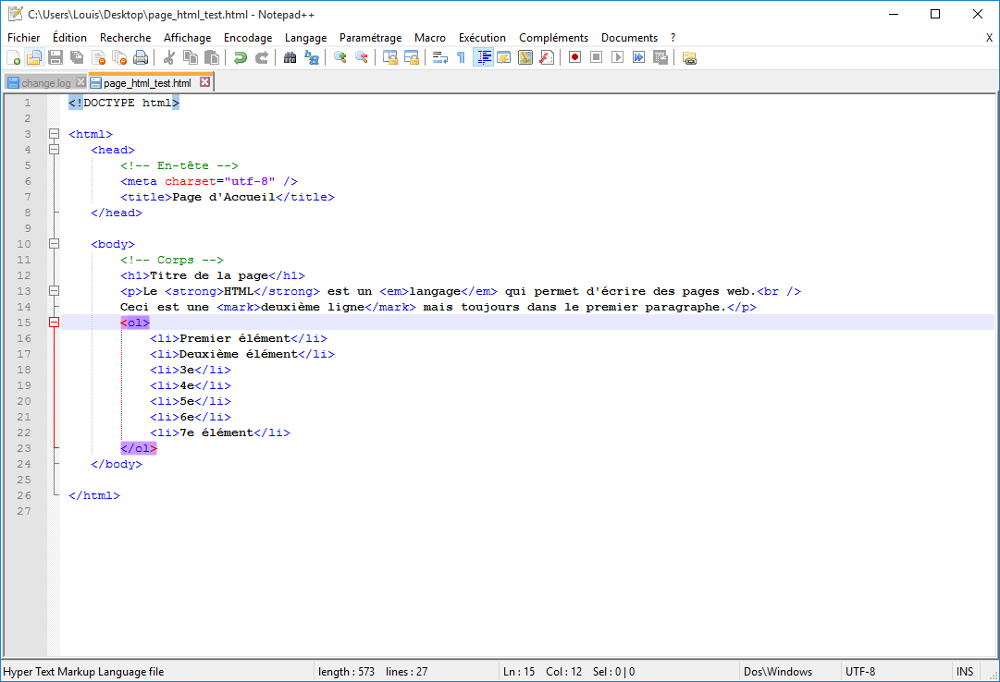 C:\Users\Louis\Desktop\page_html_test.html - Notepad++
Fichier Édition Recherche Affichage Encodage Langage Paramétrage Macro Exécution Compléments Documents ? X
change.log page_html_test.html
1 <!DOCTYPE html>
2
3 <html>
4 <head>
5 <!-- En-tête -->
6 <meta charset="utf-8" />
7 <title>Page d'Accueil</title>
8 </head>
9
10 <body>
11 <!-- Corps -->
12 <h1>Titre de la page</h1>
13 <p>Le <strong>HTML</strong> est un <em>langage</em> qui permet d'écrire des pages web.<br />
14 Ceci est une <mark>deuxième ligne</mark> mais toujours dans le premier paragraphe.</p>
15 <ol>
16 <li>Premier élément</li>
17 <li>Deuxième élément</li>
18 <li>3e</li>
19 <li>4e</li>
20 <li>5e</li>
21 <li>6e</li>
22 <li>7e élément</li>
23 </ol>
24 </body>
25
26 </html>
27
Hyper Text Markup Language file length : 573 lines : 27 Ln : 15 Col : 12 Sel : 0 | 0 Dos\Windows UTF-8 INS